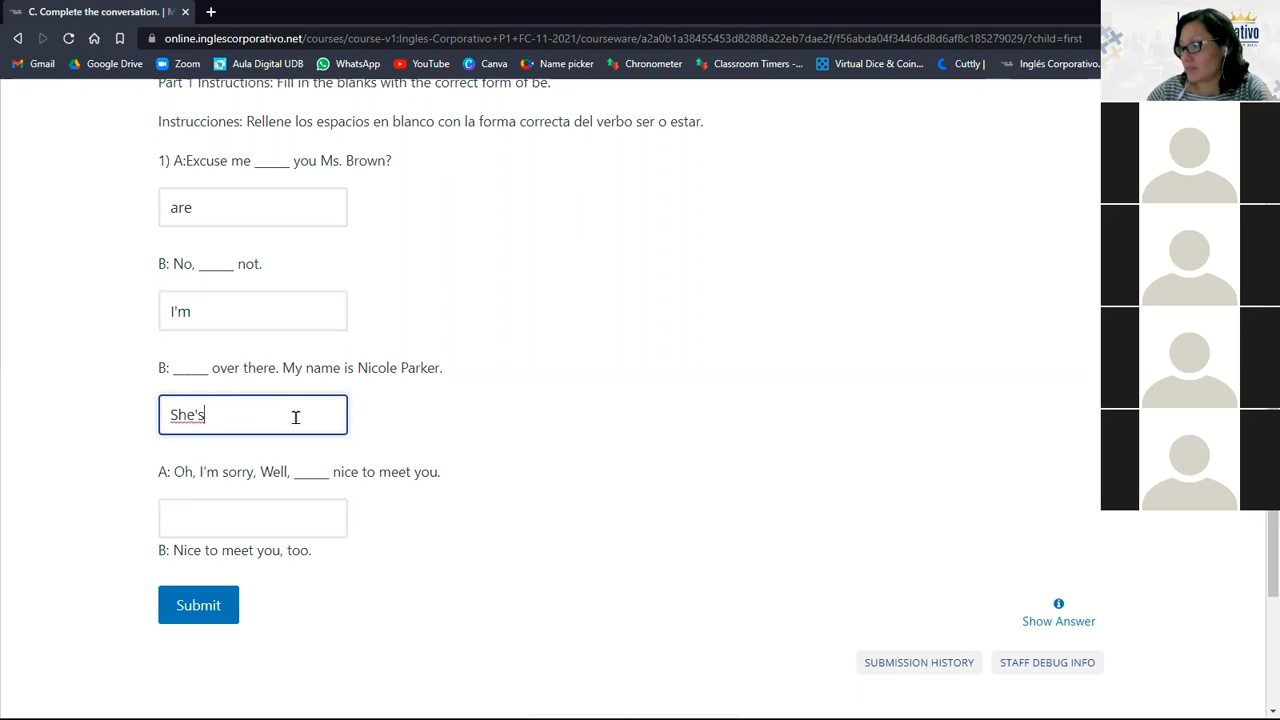 C. Complete the conversation. | M
online.inglescorporativo.net/courses/course-v1:Ingles-Corporativo+P1+FC-1-01-2021/courseware/a2a0b1a38455453d8288a22eb7d5e2cf/
?child=first
Gmail
Google Drive
Zoom
Aula Digital BUO
WhatsApp
YouTube
Canva
Name picker
Chronometer
Classroom Timers -...
Virtual Dice & Coin...
Cuttly |
Inglés Corporativo.
Part 1 Instructions: Fill in the blanks with the correct form of be.
Instrucciones: Rellene los espacios en blanco con la forma correcta del verbo ser o estar.
1) A:Excuse me _____ you Ms. Brown?
are
B: No, _____ not.
I'm
B: _____ over there. My name is Nicole Parker.
She's
A: Oh, I'm sorry, Well, _____ nice to meet you.
B: Nice to meet you, too.
Submit
Show Answer
SUBMISSION HISTORY
STAFF DEBUG INFO